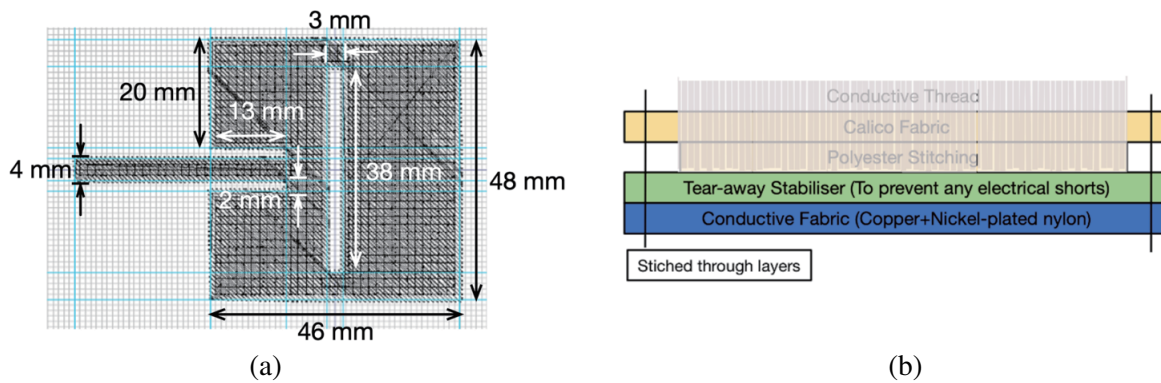 3 mm
20 mm
13 mm
4 mm
38 mm
48 mm
2 mm
46 mm
(a)
Conductive Thread
Calico Fabric
Polyester Stitching
Tear-away Stabiliser (To prevent any electrical shorts)
Conductive Fabric (Copper+Nickel-plated nylon)
Stiched through layers
(b)